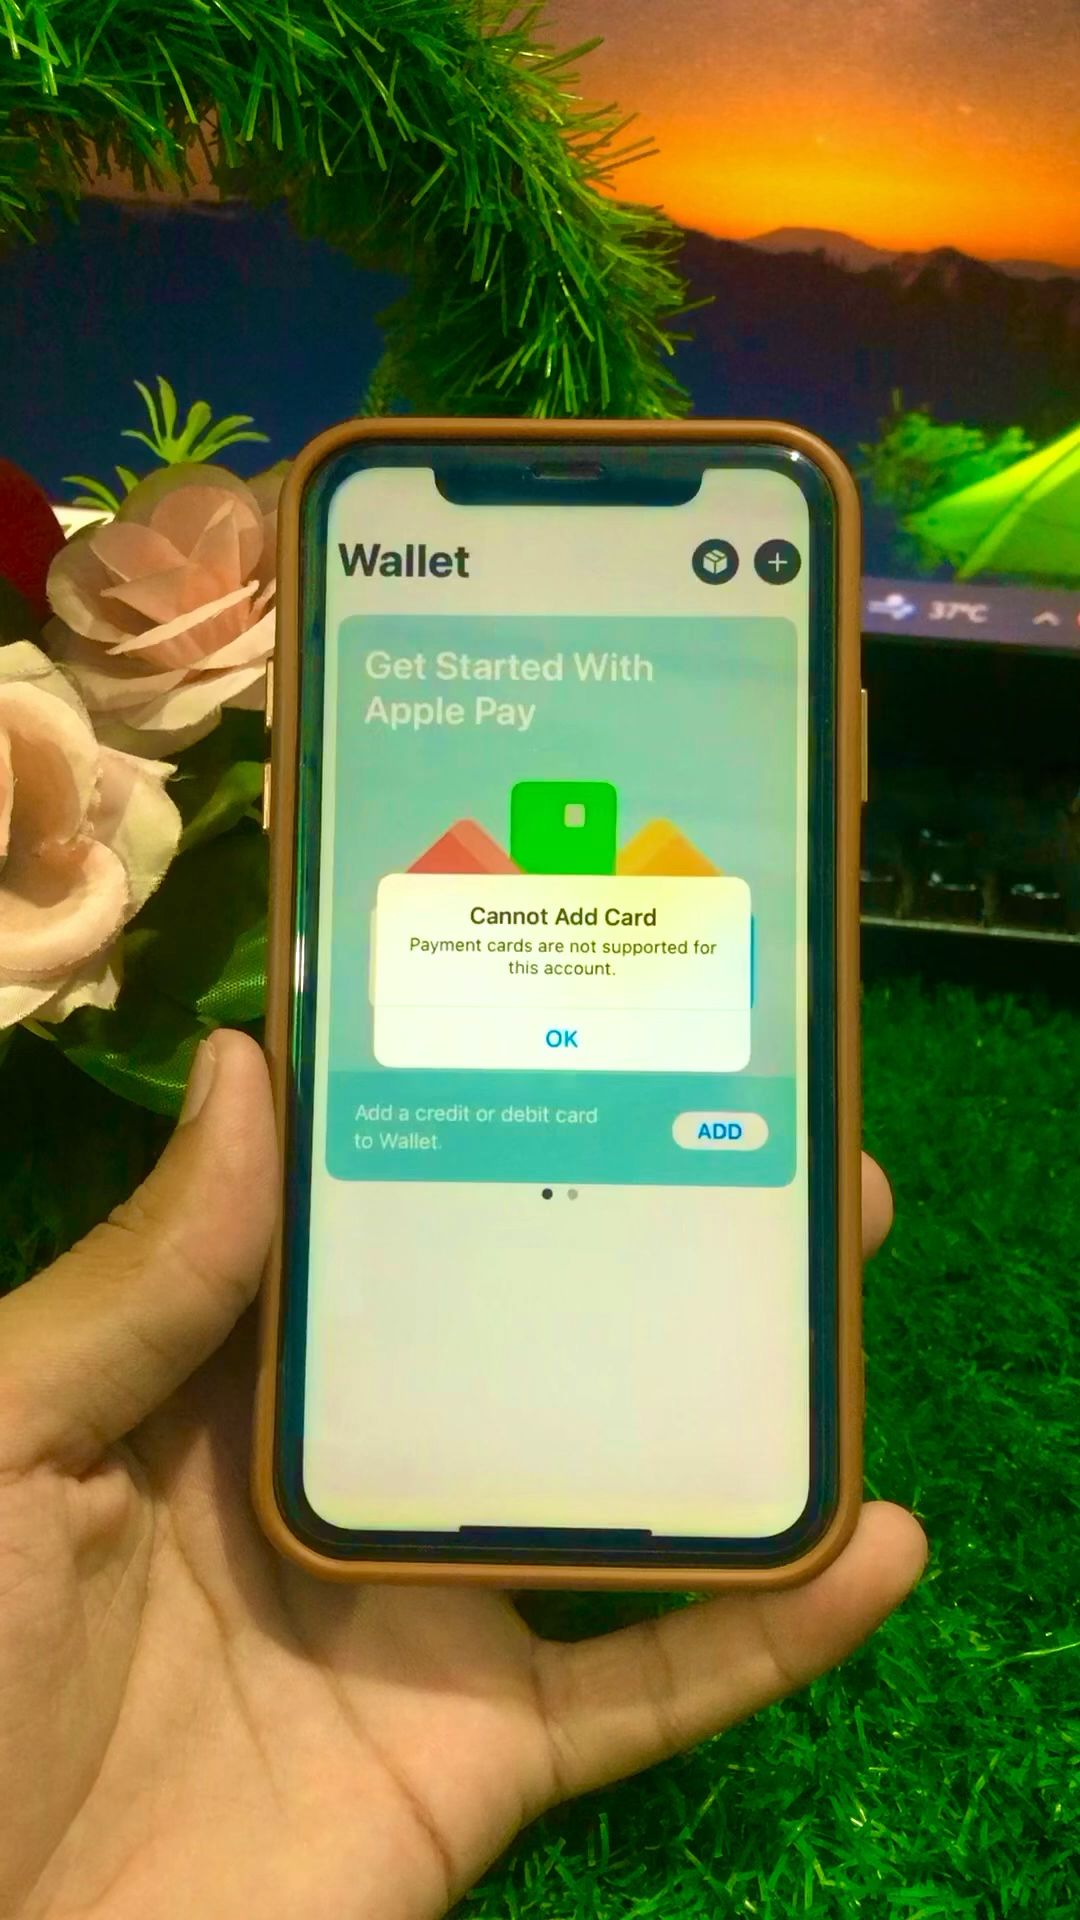 Wallet
37°C
Get Started With
Apple Pay
Cannot Add Card
Payment cards are not supported for
this account.
OK
Add a credit or debit card
to Wallet.
ADD